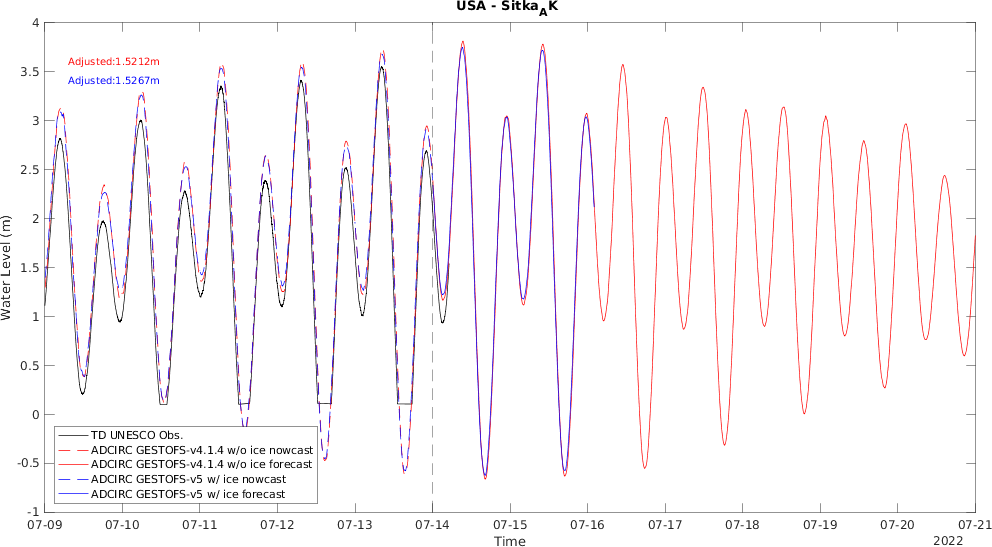 USA - Sitka_AK
4
3.5
3
2.5
2
1.5
1
0.5
0
-0.5
-1
Water Level (m)
Adjusted:1.5212m
Adjusted:1.5267m
TD UNESCO Obs.
ADCIRC GESTOFS-v4.1.4 w/o ice nowcast
ADCIRC GESTOFS-v4.1.4 w/o ice forecast
ADCIRC GESTOFS-v5 w/ ice nowcast
ADCIRC GESTOFS-v5 w/ ice forecast
07-09 07-10 07-11 07-12 07-13 07-14 07-15 07-16 07-17 07-18 07-19 07-20 07-21
Time
2022